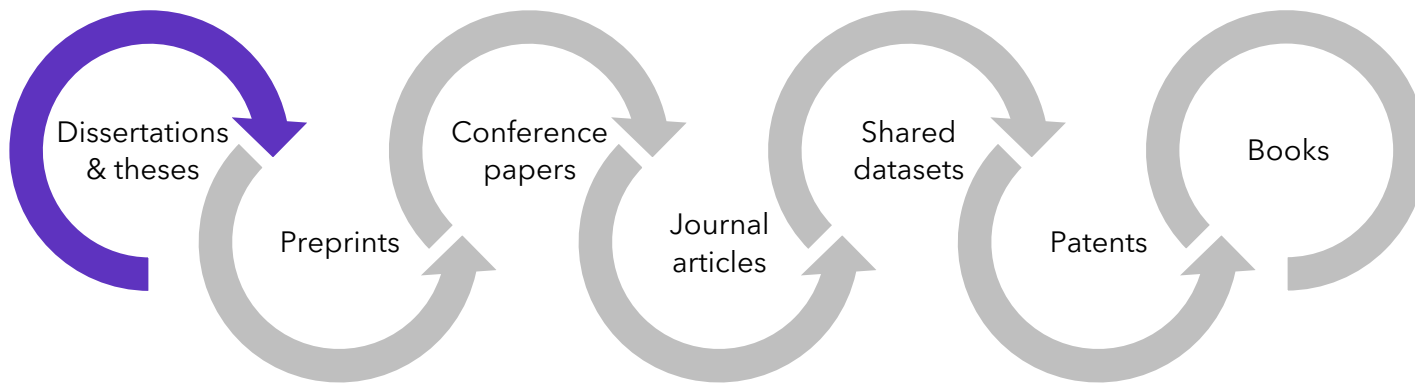 Dissertations
& theses
Preprints
Conference
papers
Journal
articles
Shared
datasets
Patents
Books